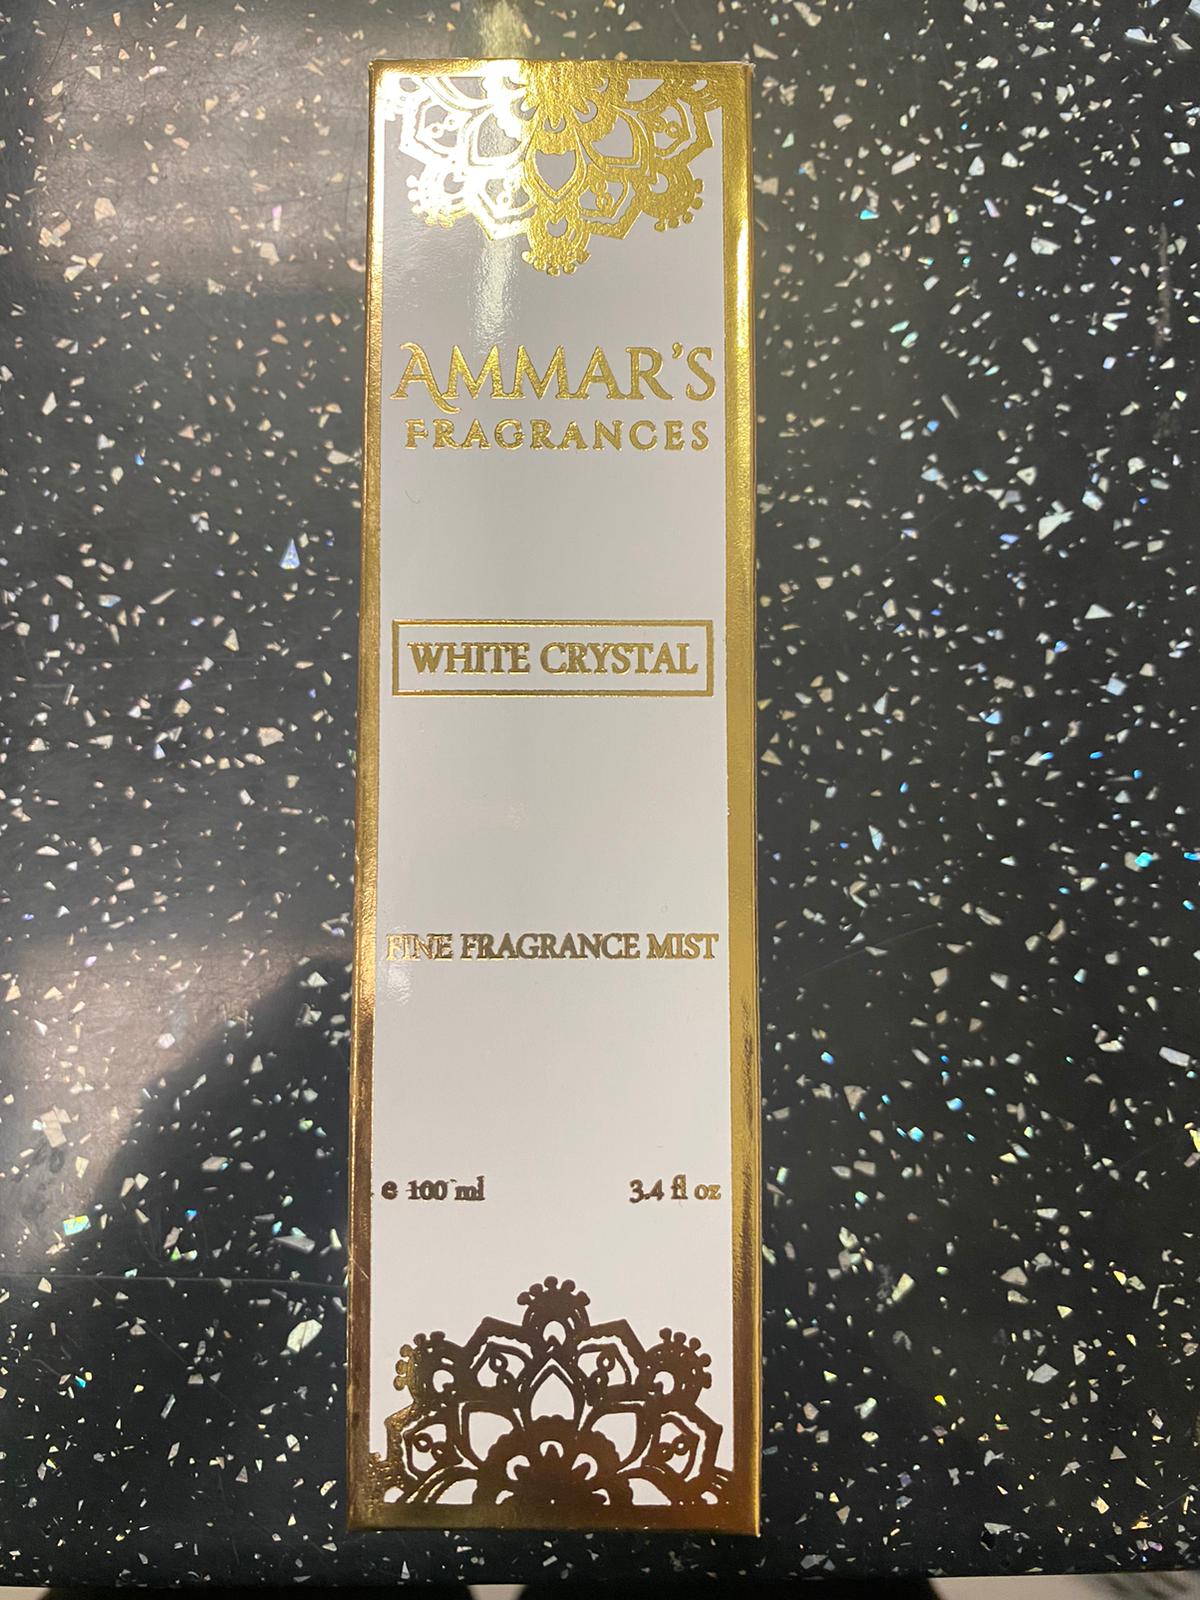 AMMAR'S
FRAGRANCES
WHITE CRYSTAL
FINE FRAGRANCE MIST
e 100 ml 3.4 fl oz